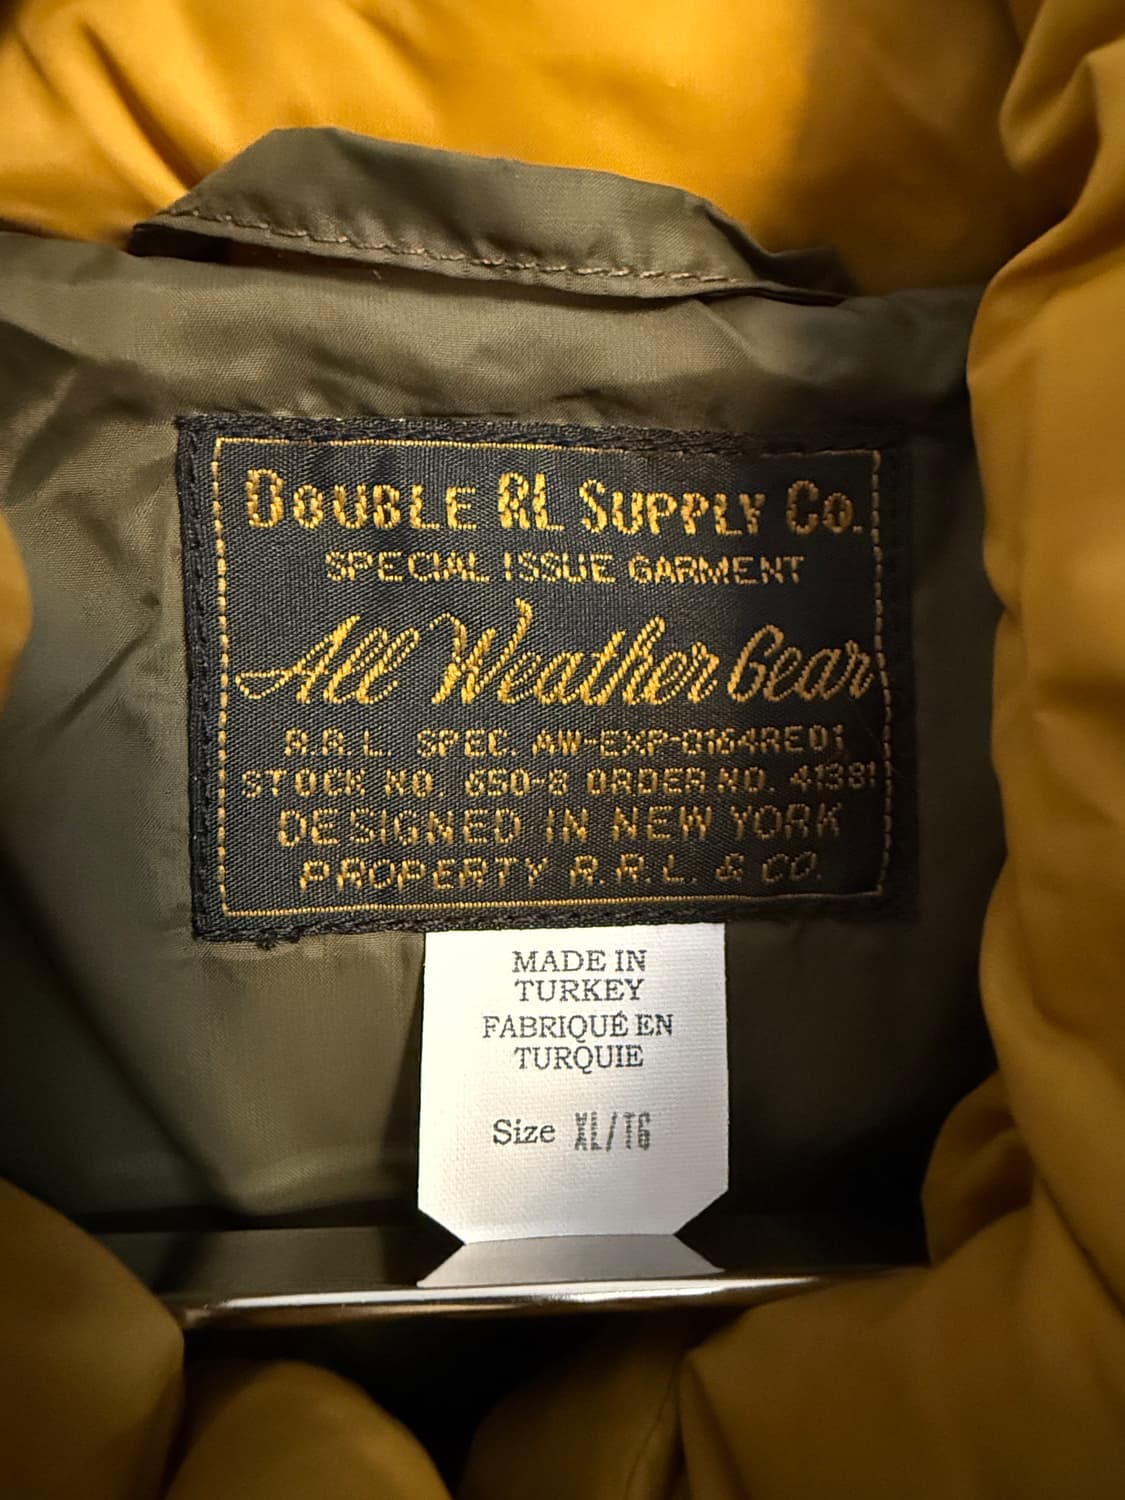 DOUBLE RL SUPPLY CO.
SPECIAL ISSUE GARMENT
All Weather Gear
R.R.L. SPEC. AW-EXP-0164RE01
STOCK NO. 650-8 ORDER NO. 41381
DESIGNED IN NEW YORK
PROPERTY R.R.L. & CO.
MADE IN
TURKEY
FABRIQUÉ EN
TURQUIE
Size XL/TG